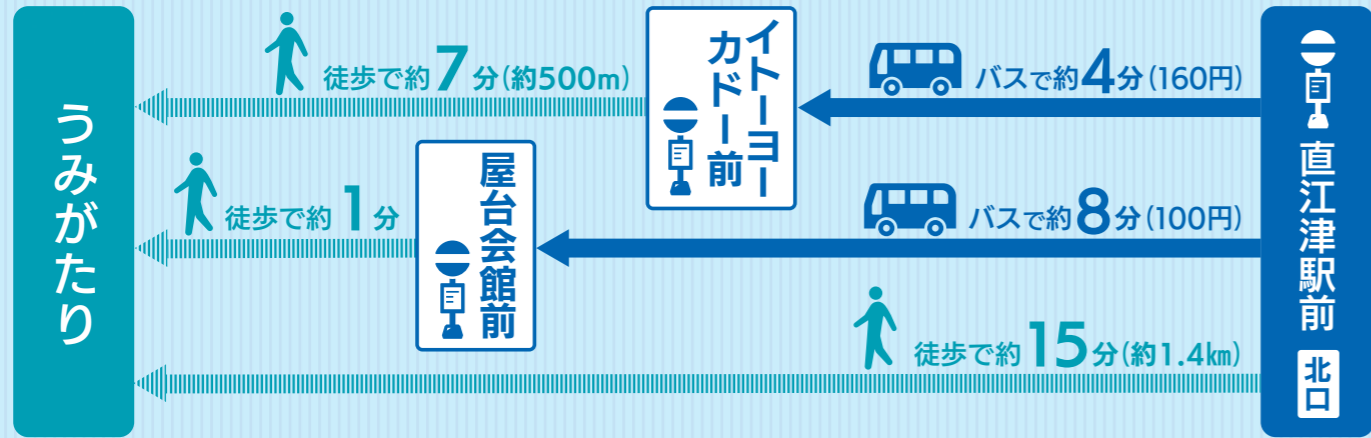 うみがたり
徒歩で約7分(約500m)
イトーヨー
カドー前
バスで約4分(160円)
徒歩で約1分
屋台会館前
バスで約8分(100円)
徒歩で約15分(約1.4㎞)
直江津駅前
北口